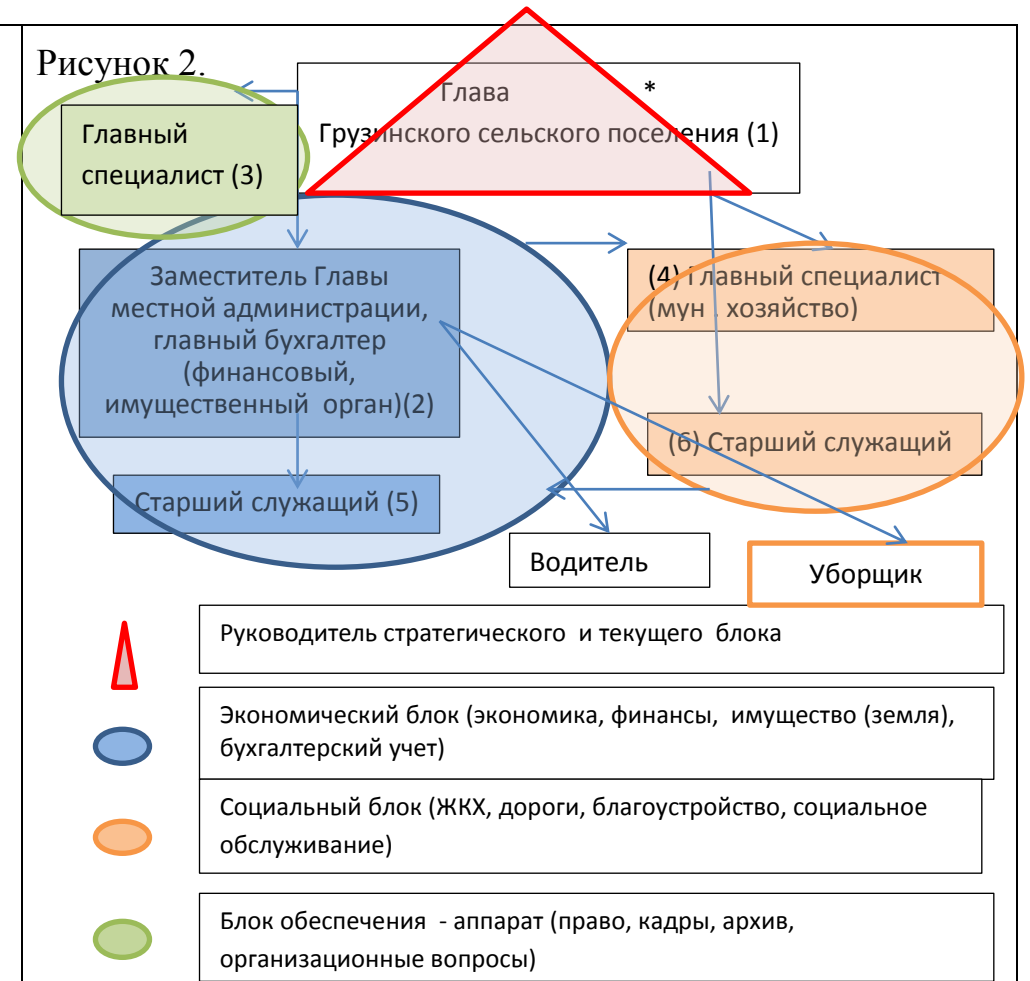 Рисунок 2.
Глава *
Грузинского сельского поселения (1)
Главный
специалист (3)
Заместитель Главы
местной администрации,
главный бухгалтер
(финансовый,
имущественный орган)(2)
(4) Главный специалист
(мун . хозяйство)
(6) Старший служащий
Старший служащий (5)
Водитель
Уборщик
Руководитель стратегического и текущего блока
Экономический блок (экономика, финансы, имущество (земля),
бухгалтерский учет)
Социальный блок (ЖКХ, дороги, благоустройство, социальное
обслуживание)
Блок обеспечения - аппарат (право, кадры, архив,
организационные вопросы)